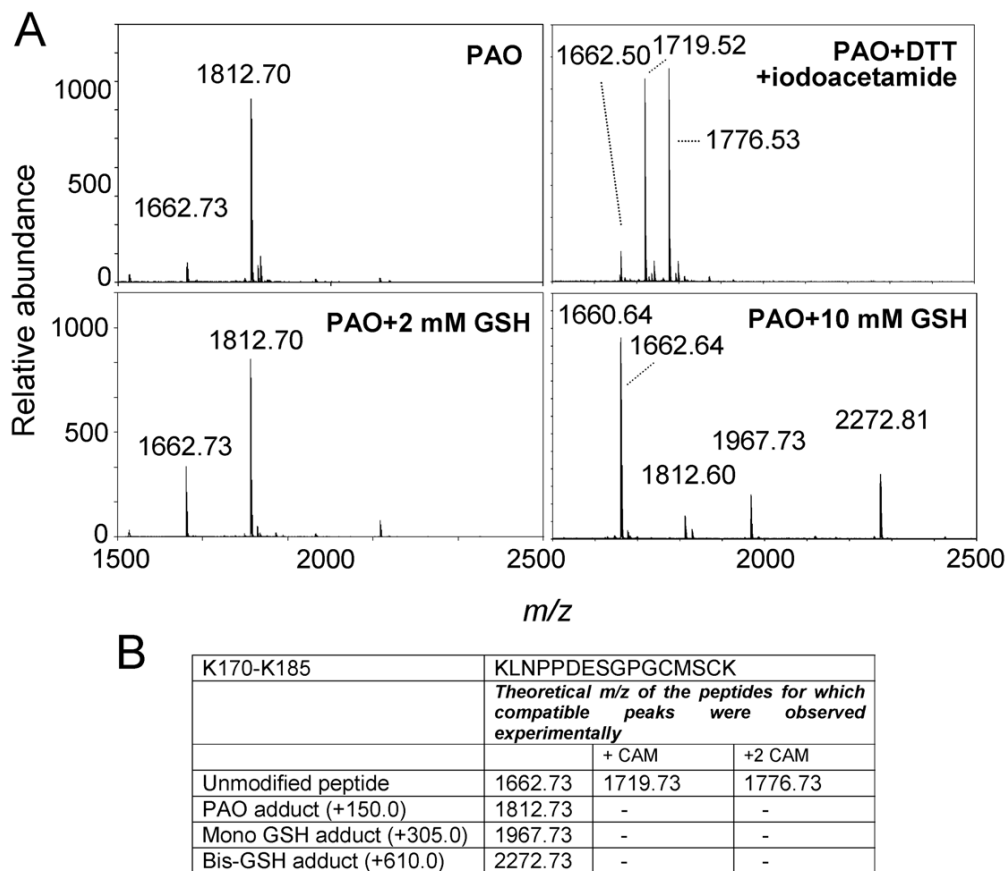 A
PAO
1812.70
1662.73
PAO+DTT
+iodoacetamide
1662.50
1719.52
1776.53
1000
500
0
Relative abundance
PAO+2 mM GSH
1812.70
1662.73
PAO+10 mM GSH
1660.64
1662.64
1812.60
1967.73
2272.81
1000
500
0
1500
2000
2500
2000
2500
m/z
B
K170-K185 KLNPPDESGPGCMSCK
Theoretical m/z of the peptides for which
compatible peaks were observed
experimentally
+ CAM +2 CAM
Unmodified peptide 1662.73 1719.73 1776.73
PAO adduct (+150.0) 1812.73 - -
Mono GSH adduct (+305.0) 1967.73 - -
Bis-GSH adduct (+610.0) 2272.73 - -